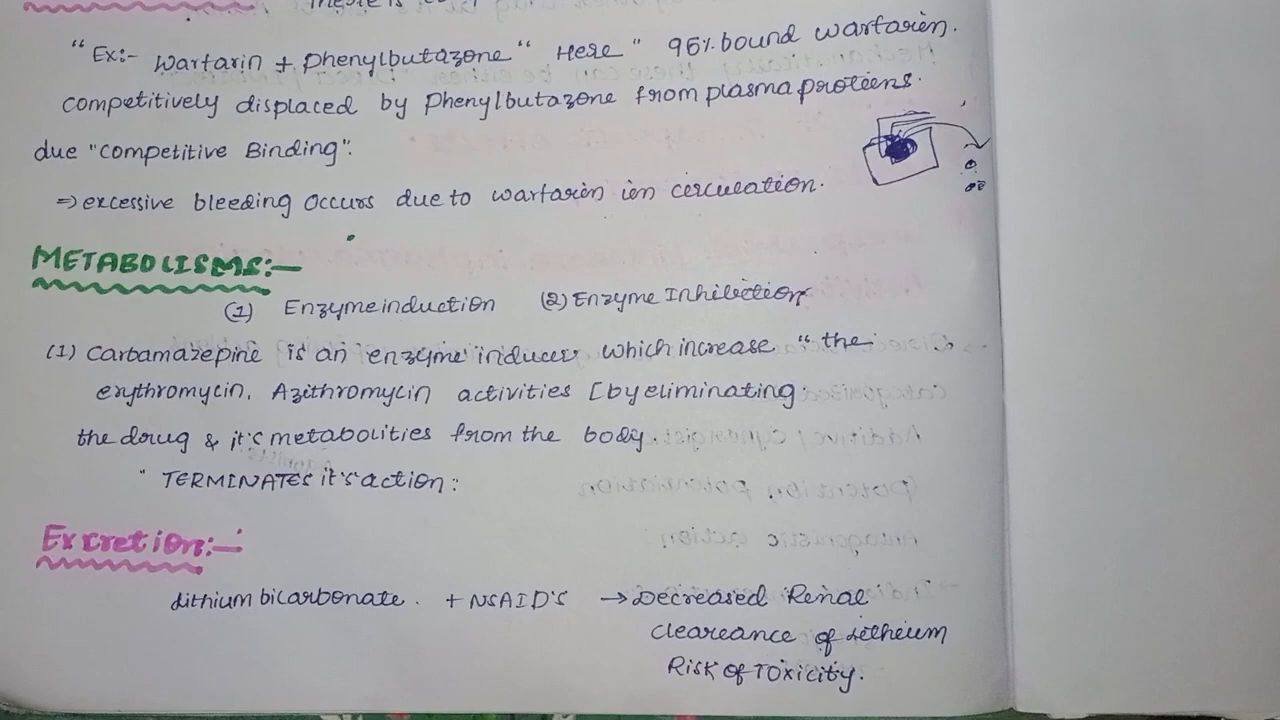 "Ex:- Warfarin + Phenylbutazone" Here " 96% bound warfarin.
competitively displaced by Phenylbutazone from plasma proteins.
due "competitive Binding".
⇒ excessive bleeding occurs due to warfarin in circulation.
METABOLISMS:-
(1) Enzyme induction (2) Enzyme Inhibition
(1) Carbamazepine is an enzyme inducer which increase "the
erythromycin, Azithromycin activities [by eliminating
the drug & it's metabolities from the body.
" TERMINATES it's action:
Excretion:-
Lithium bicarbonate. + NSAID'S → Decreased Renal
Clearance of Lithium
Risk of Toxicity.